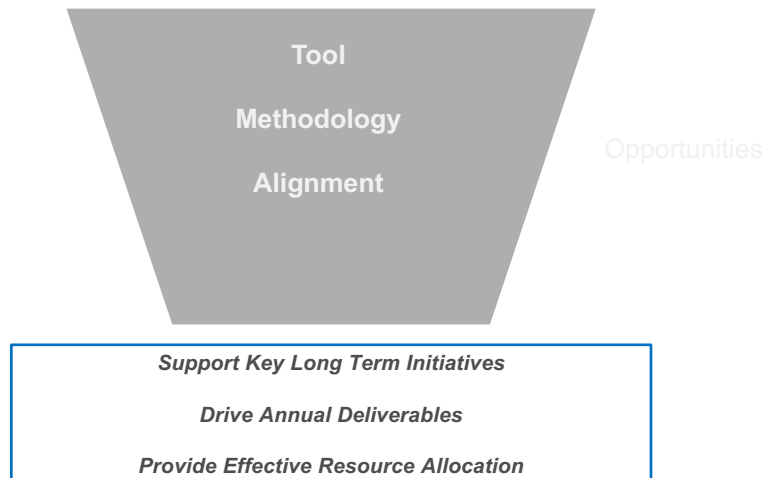 Tool
Methodology
Opportunities
Alignment
Support Key Long Term Initiatives
Drive Annual Deliverables
Provide Effective Resource Allocation